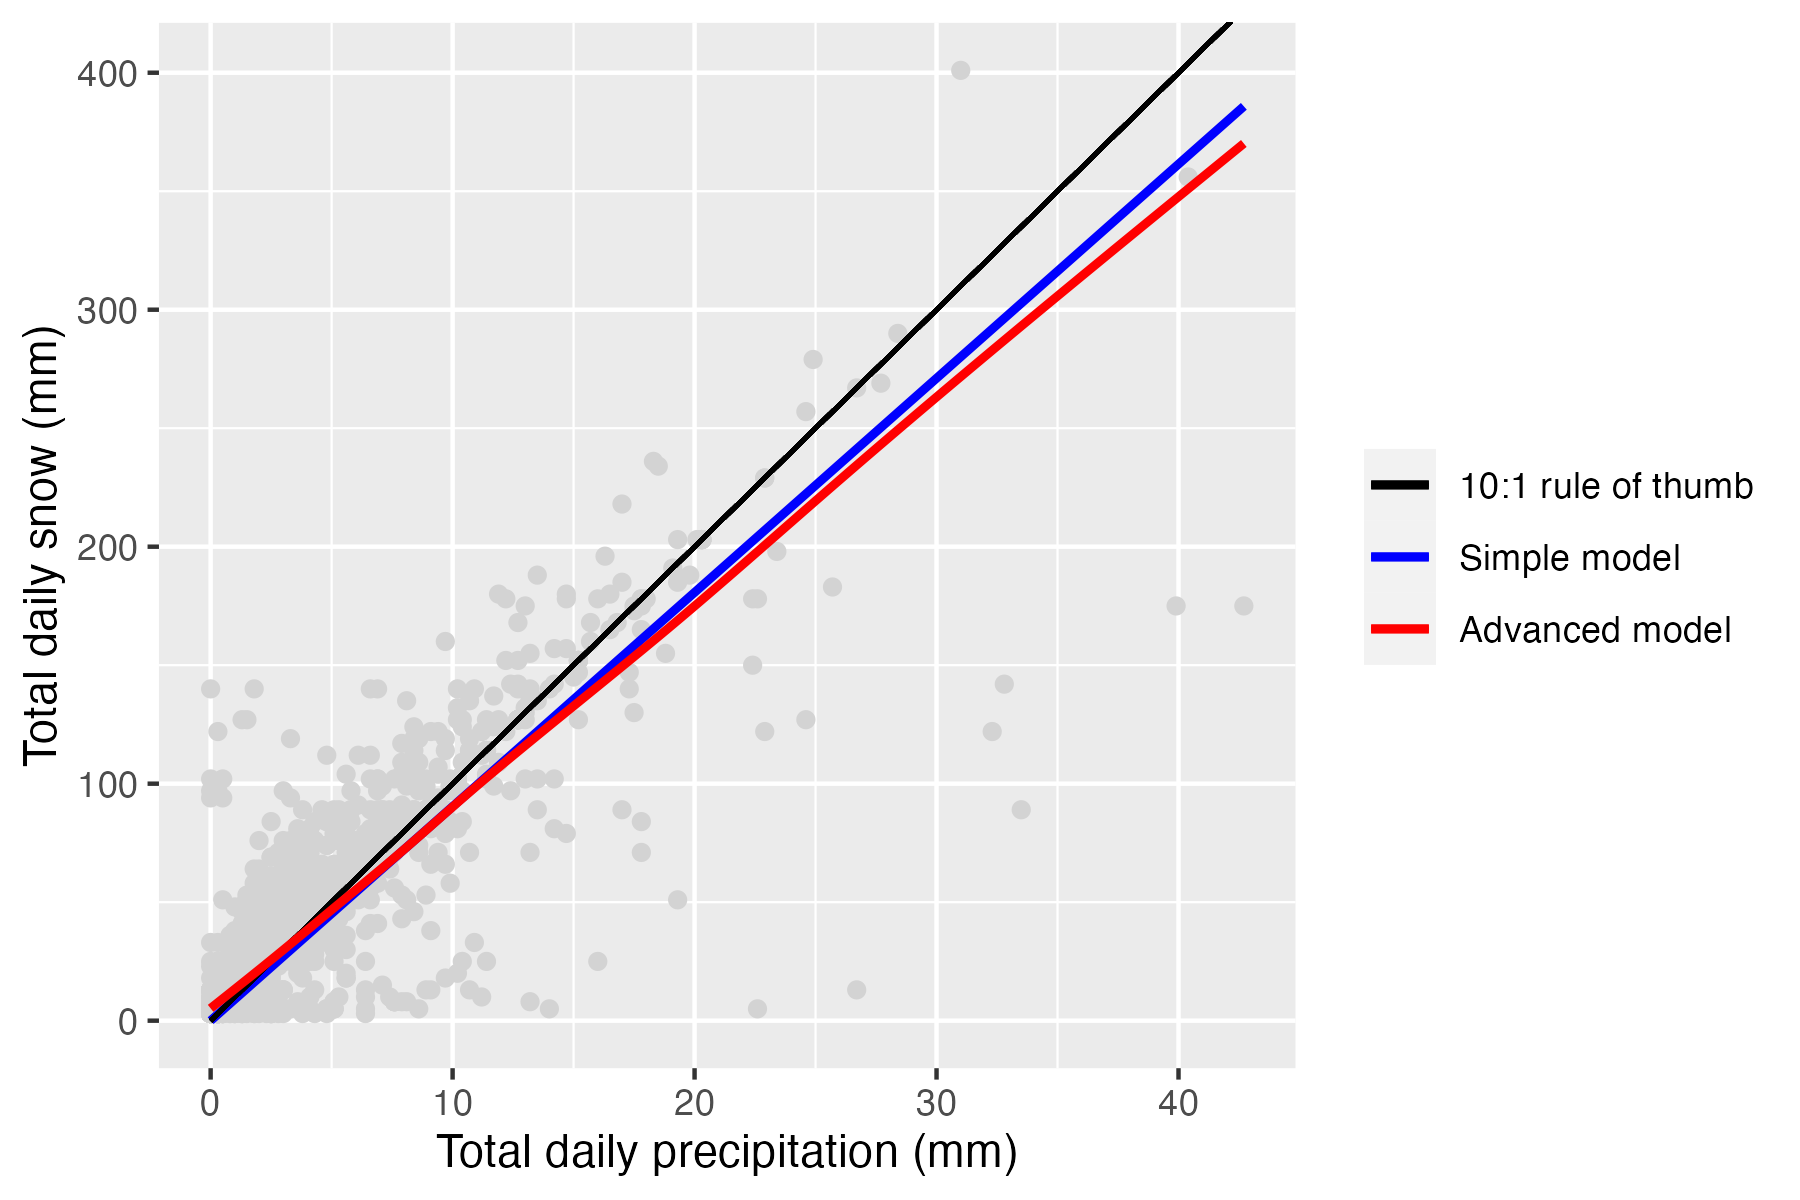 400
300
200
100
0
0 10 20 30 40
Total daily snow (mm)
Total daily precipitation (mm)
10:1 rule of thumb
Simple model
Advanced model